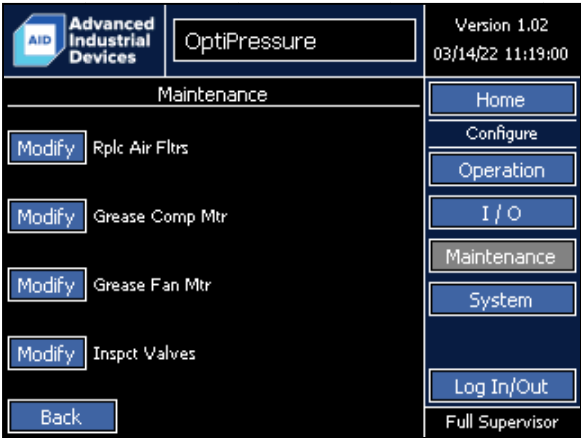 AID
Advanced
Industrial
Devices
OptiPressure
Version 1.02
03/14/22 11:19:00
Maintenance
Modify Rplc Air Fltrs
Modify Grease Comp Mtr
Modify Grease Fan Mtr
Modify Inspct Valves
Back
Home
Configure
Operation
I / O
Maintenance
System
Log In/Out
Full Supervisor